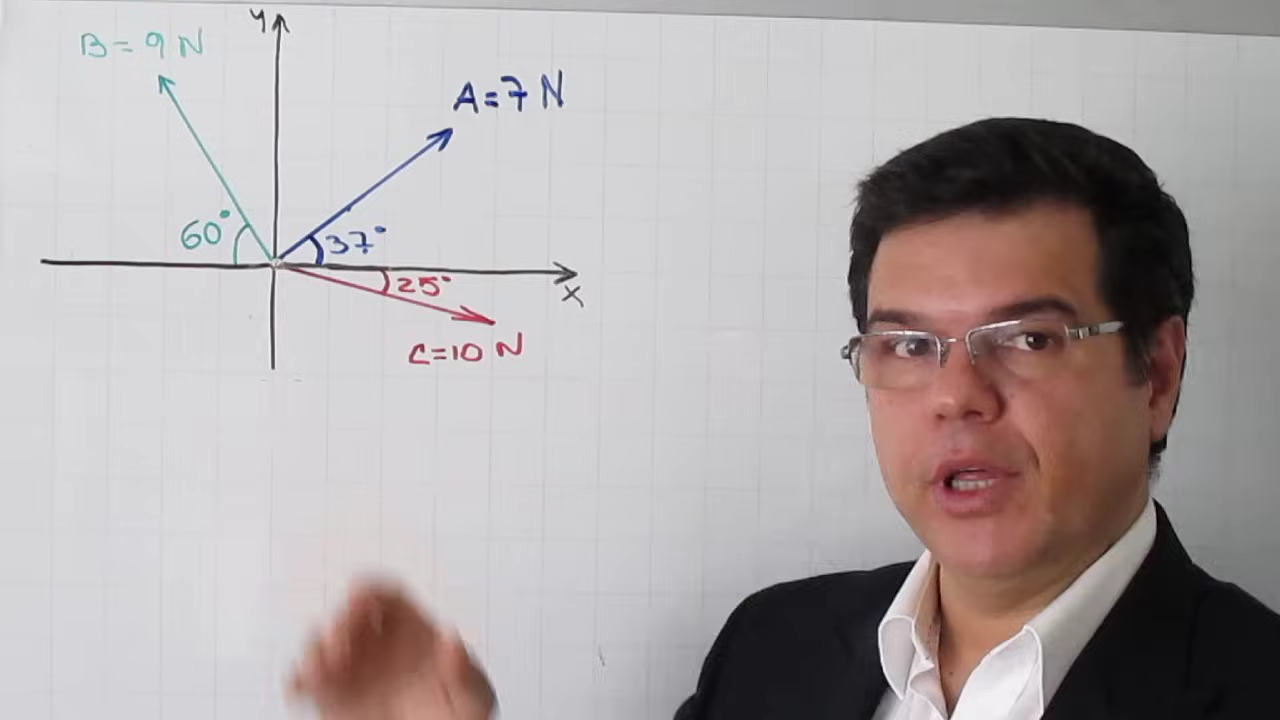 y
B = 9 N
A = 7 N
60°
37°
25°
x
C = 10 N